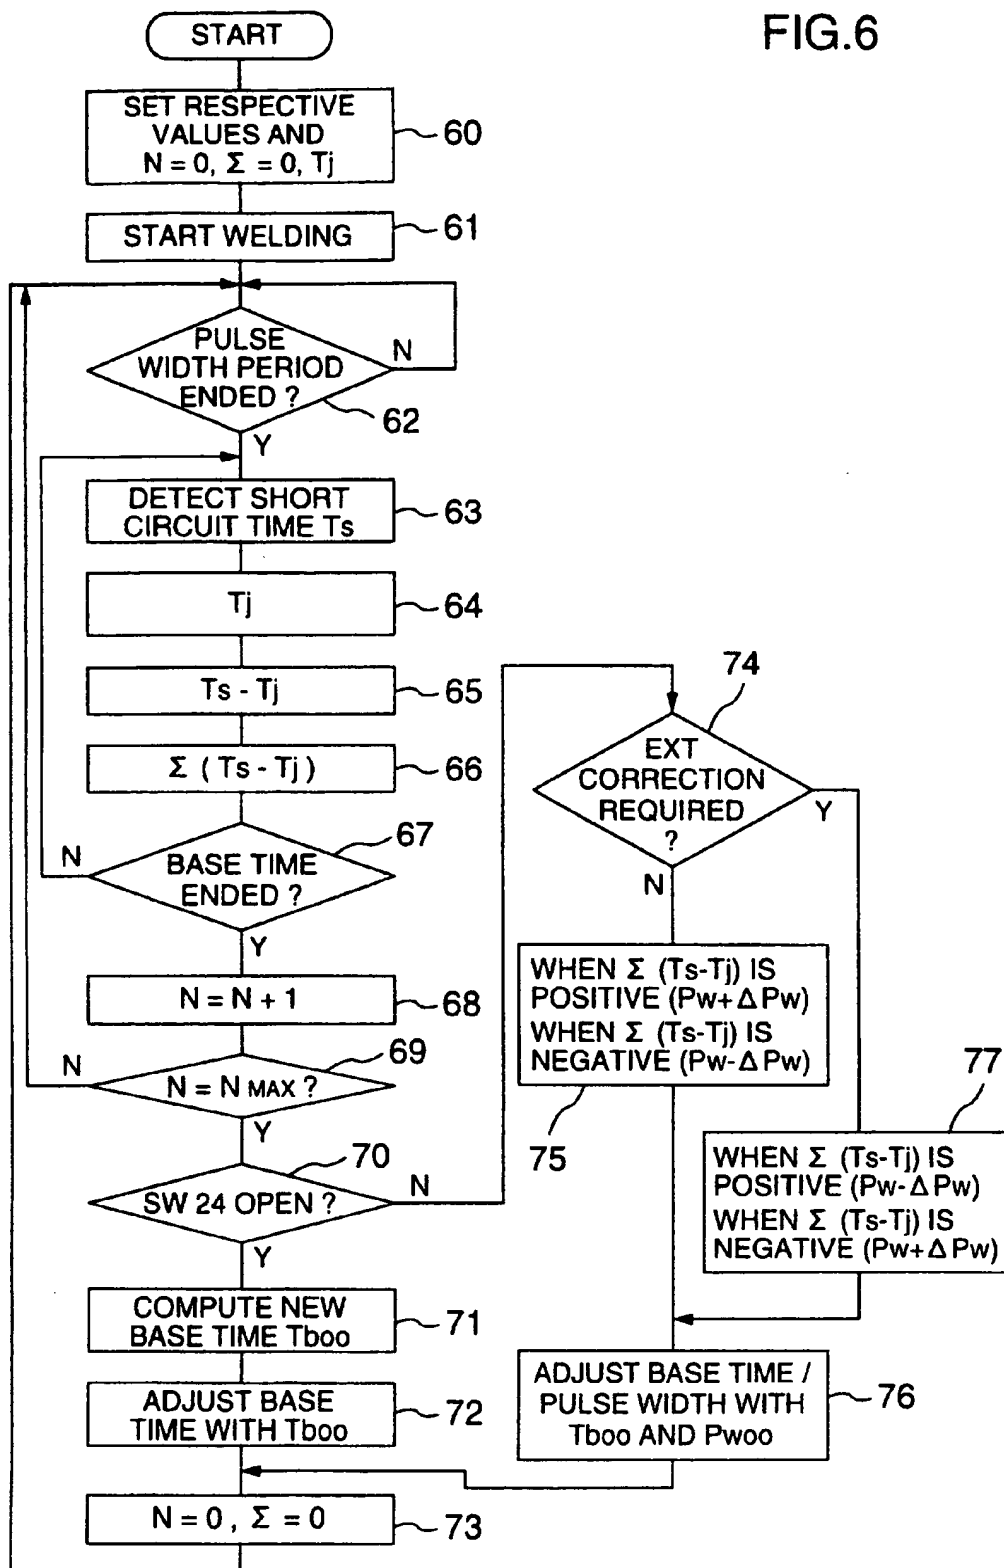 FIG.6
START
SET RESPECTIVE
VALUES AND
N = 0, Σ = 0, Tj
60
START WELDING
61
PULSE
WIDTH PERIOD
ENDED ?
N
62
Y
DETECT SHORT
CIRCUIT TIME Ts
63
Tj
64
Ts - Tj
65
Σ ( Ts - Tj )
66
BASE TIME
ENDED ?
67
N
Y
N = N + 1
68
N = N MAX ?
69
N
Y
SW 24 OPEN ?
70
N
Y
COMPUTE NEW
BASE TIME Tboo
71
ADJUST BASE
TIME WITH Tboo
72
N = 0 , Σ = 0
73
74
EXT
CORRECTION
REQUIRED
?
Y
N
WHEN Σ (Ts-Tj) IS
POSITIVE (Pw+ΔPw)
WHEN Σ (Ts-Tj) IS
NEGATIVE (Pw-ΔPw)
75
77
WHEN Σ (Ts-Tj) IS
POSITIVE (Pw-ΔPw)
WHEN Σ (Ts-Tj) IS
NEGATIVE (Pw+ΔPw)
ADJUST BASE TIME /
PULSE WIDTH WITH
Tboo AND Pwoo
76